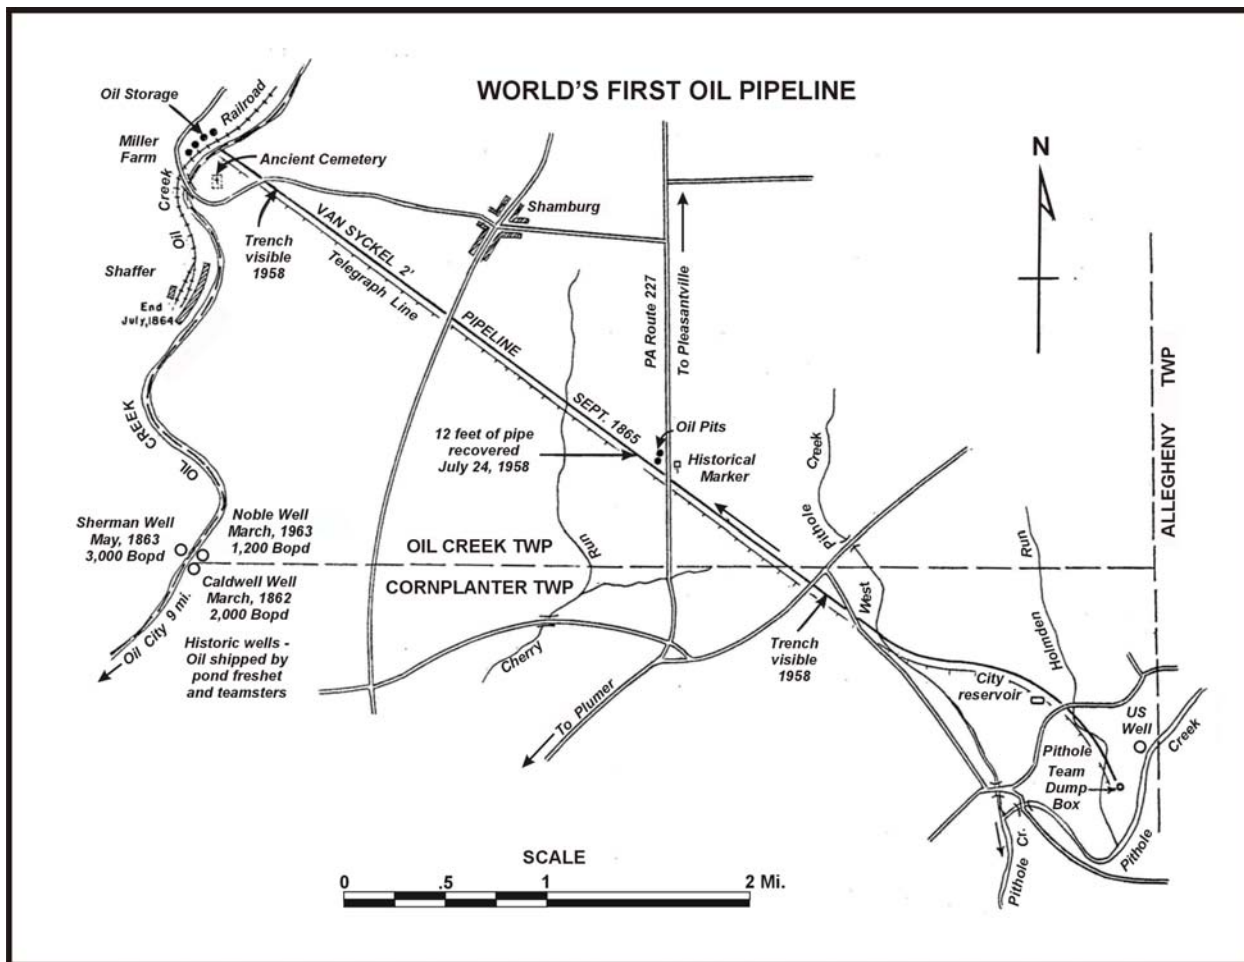 WORLD'S FIRST OIL PIPELINE
Oil Storage
Railroad
Miller
Farm
Ancient Cemetery
Creek
Oil
Shaffer
End
July,1864
Trench
visible
1958
VAN SYCKEL 2'
PIPELINE
SEPT. 1865
Telegraph Line
Shamburg
PA Route 227
To Pleasantville
N
ALLEGHENY TWP
12 feet of pipe
recovered
July 24, 1958
Oil Pits
Historical
Marker
OIL CREEK
Sherman Well
May, 1863
3,000 Bopd
Noble Well
March, 1963
1,200 Bopd
Caldwell Well
March, 1862
2,000 Bopd
Oil City 9 mi.
Historic wells -
Oil shipped by
pond freshet
and teamsters
OIL CREEK TWP
CORNPLANTER TWP
Cherry Run
To Plumer
West Pithole Creek
Trench
visible
1958
Holmden Run
City
reservoir
US
Well
Pithole
Team
Dump
Box
Pithole Creek
Pithole Cr.
SCALE
0 .5 1 2 Mi.